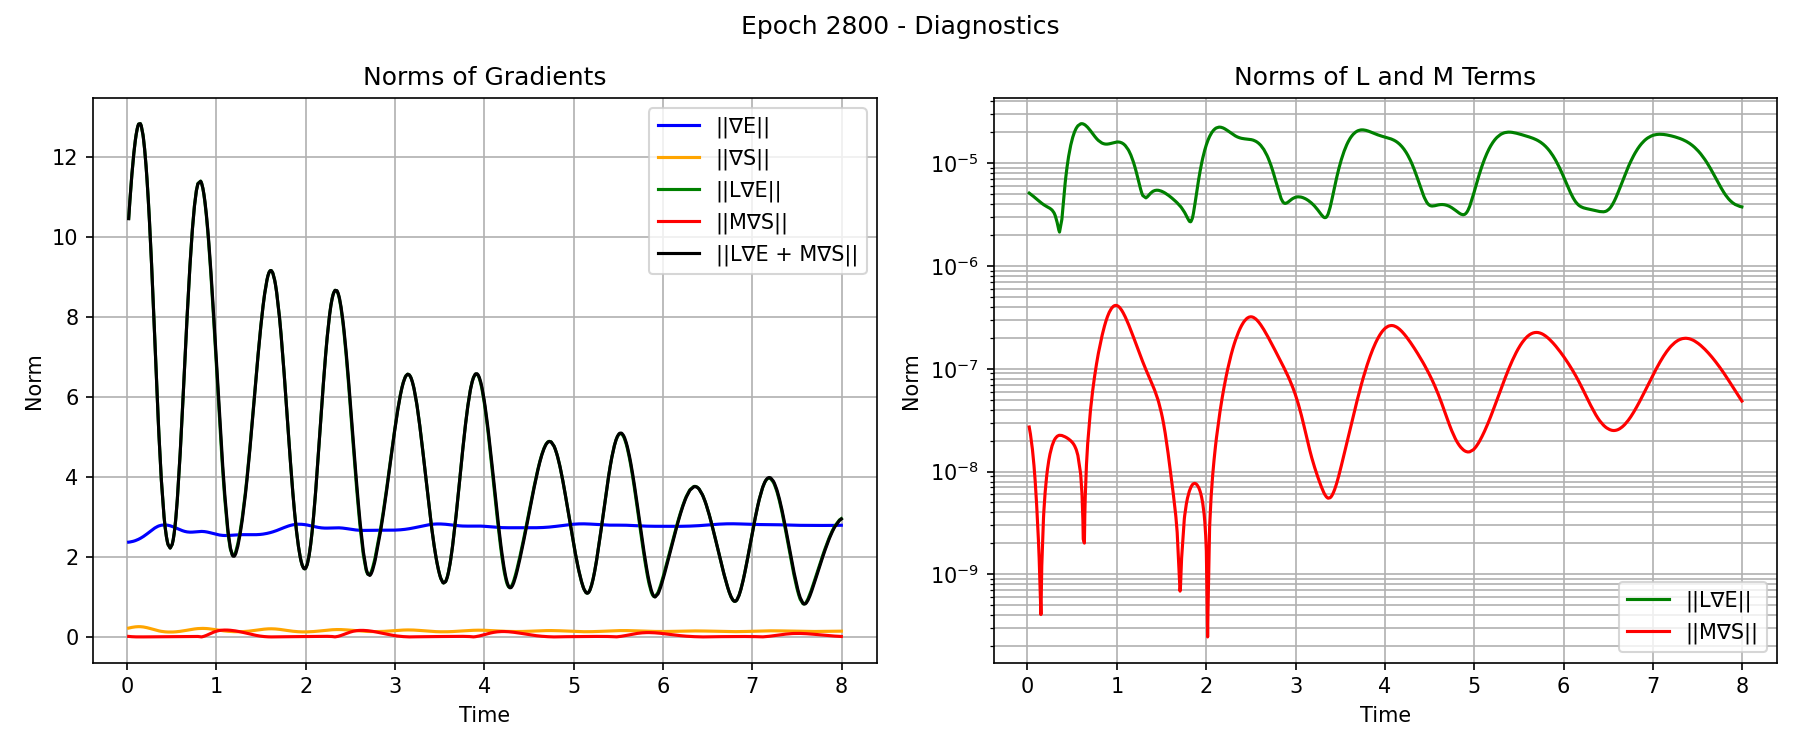 Epoch 2800 - Diagnostics
Norms of Gradients
Norm
12
10
8
6
4
2
0
||∇E||
||∇S||
||L∇E||
||M∇S||
||L∇E + M∇S||
0 1 2 3 4 5 6 7 8
Time
Norms of L and M Terms
Norm
10⁻⁵
10⁻⁶
10⁻⁷
10⁻⁸
10⁻⁹
||L∇E||
||M∇S||
0 1 2 3 4 5 6 7 8
Time